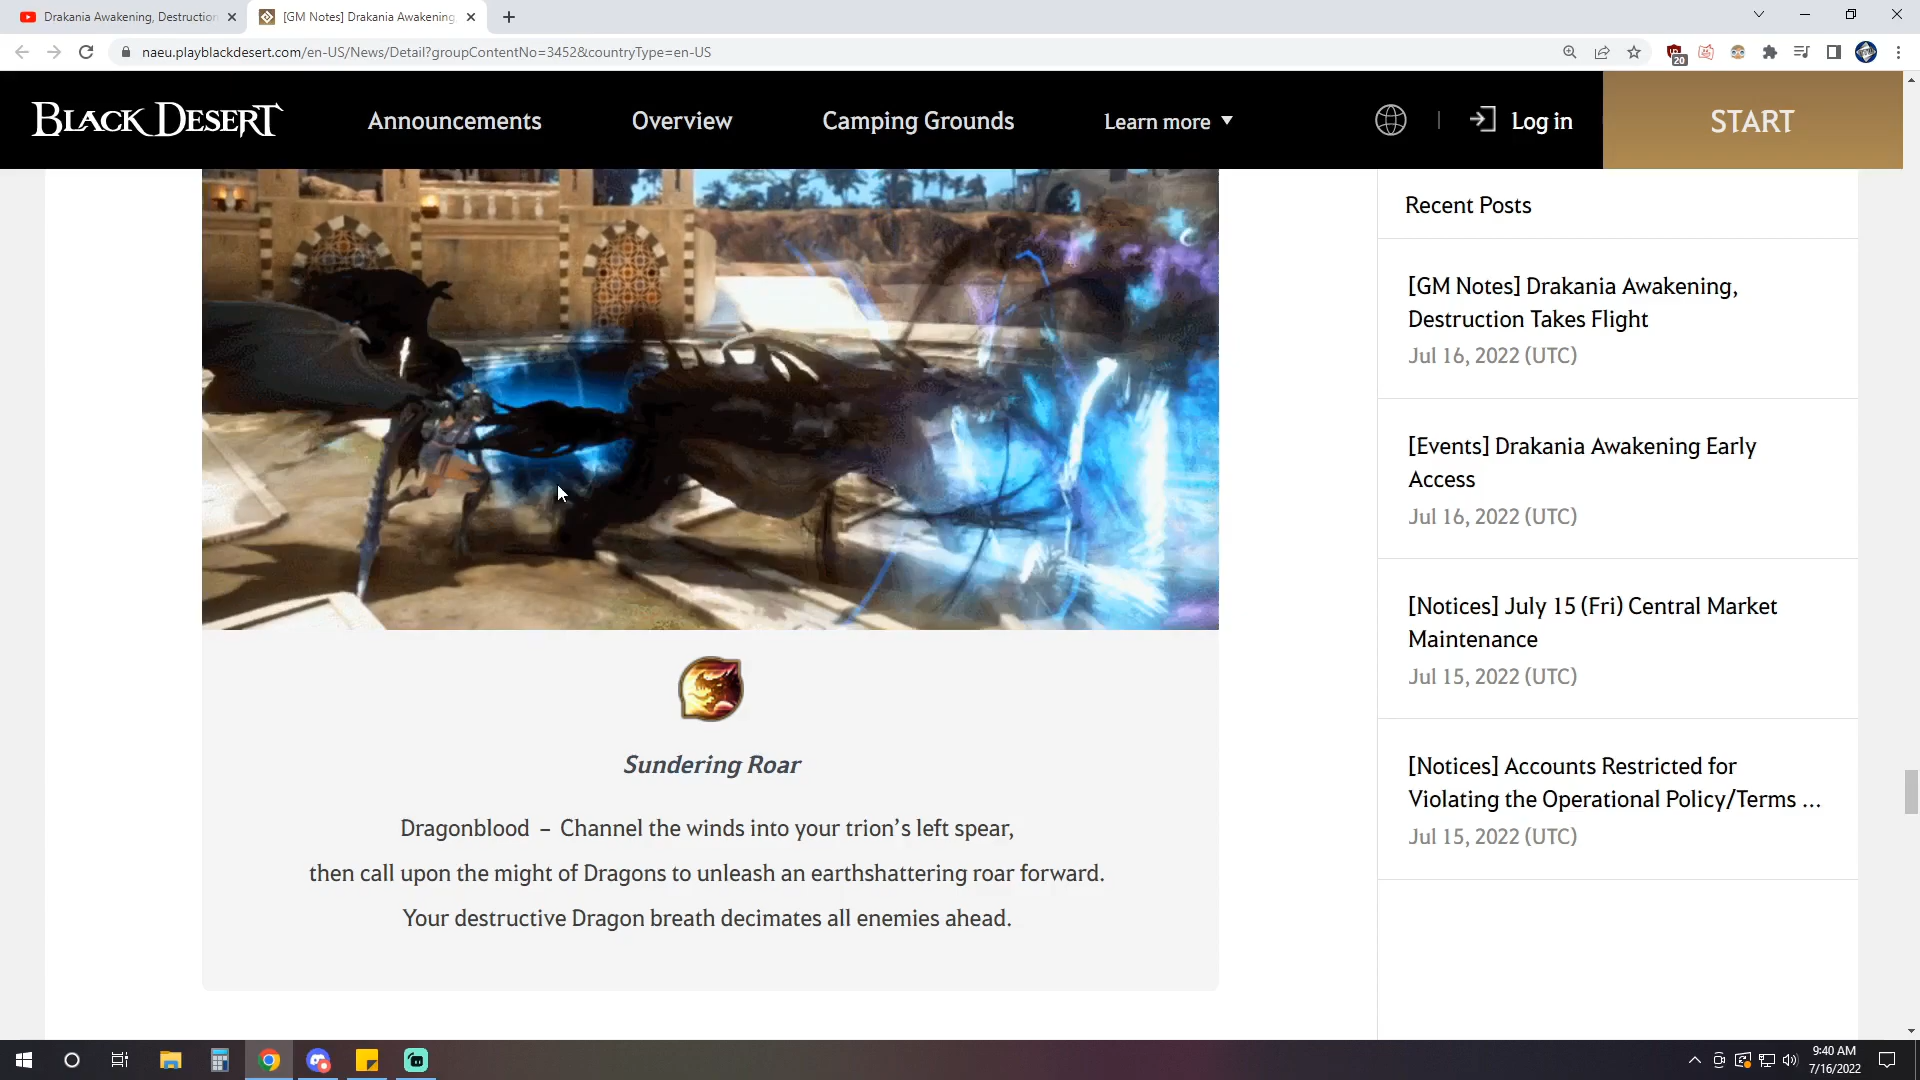 Drakania Awakening, Destruction
[GM Notes] Drakania Awakening,
naeu.playblackdesert.com/en-US/News/Detail?groupContentNo=3452&countryType=en-US
20
BLACK DESERT
Announcements
Overview
Camping Grounds
Learn more
Log in
START
Sundering Roar
Dragonblood – Channel the winds into your trion’s left spear,
then call upon the might of Dragons to unleash an earthshattering roar forward.
Your destructive Dragon breath decimates all enemies ahead.
Recent Posts
[GM Notes] Drakania Awakening,
Destruction Takes Flight
Jul 16, 2022 (UTC)
[Events] Drakania Awakening Early
Access
Jul 16, 2022 (UTC)
[Notices] July 15 (Fri) Central Market
Maintenance
Jul 15, 2022 (UTC)
[Notices] Accounts Restricted for
Violating the Operational Policy/Terms ...
Jul 15, 2022 (UTC)
9:40 AM
7/16/2022